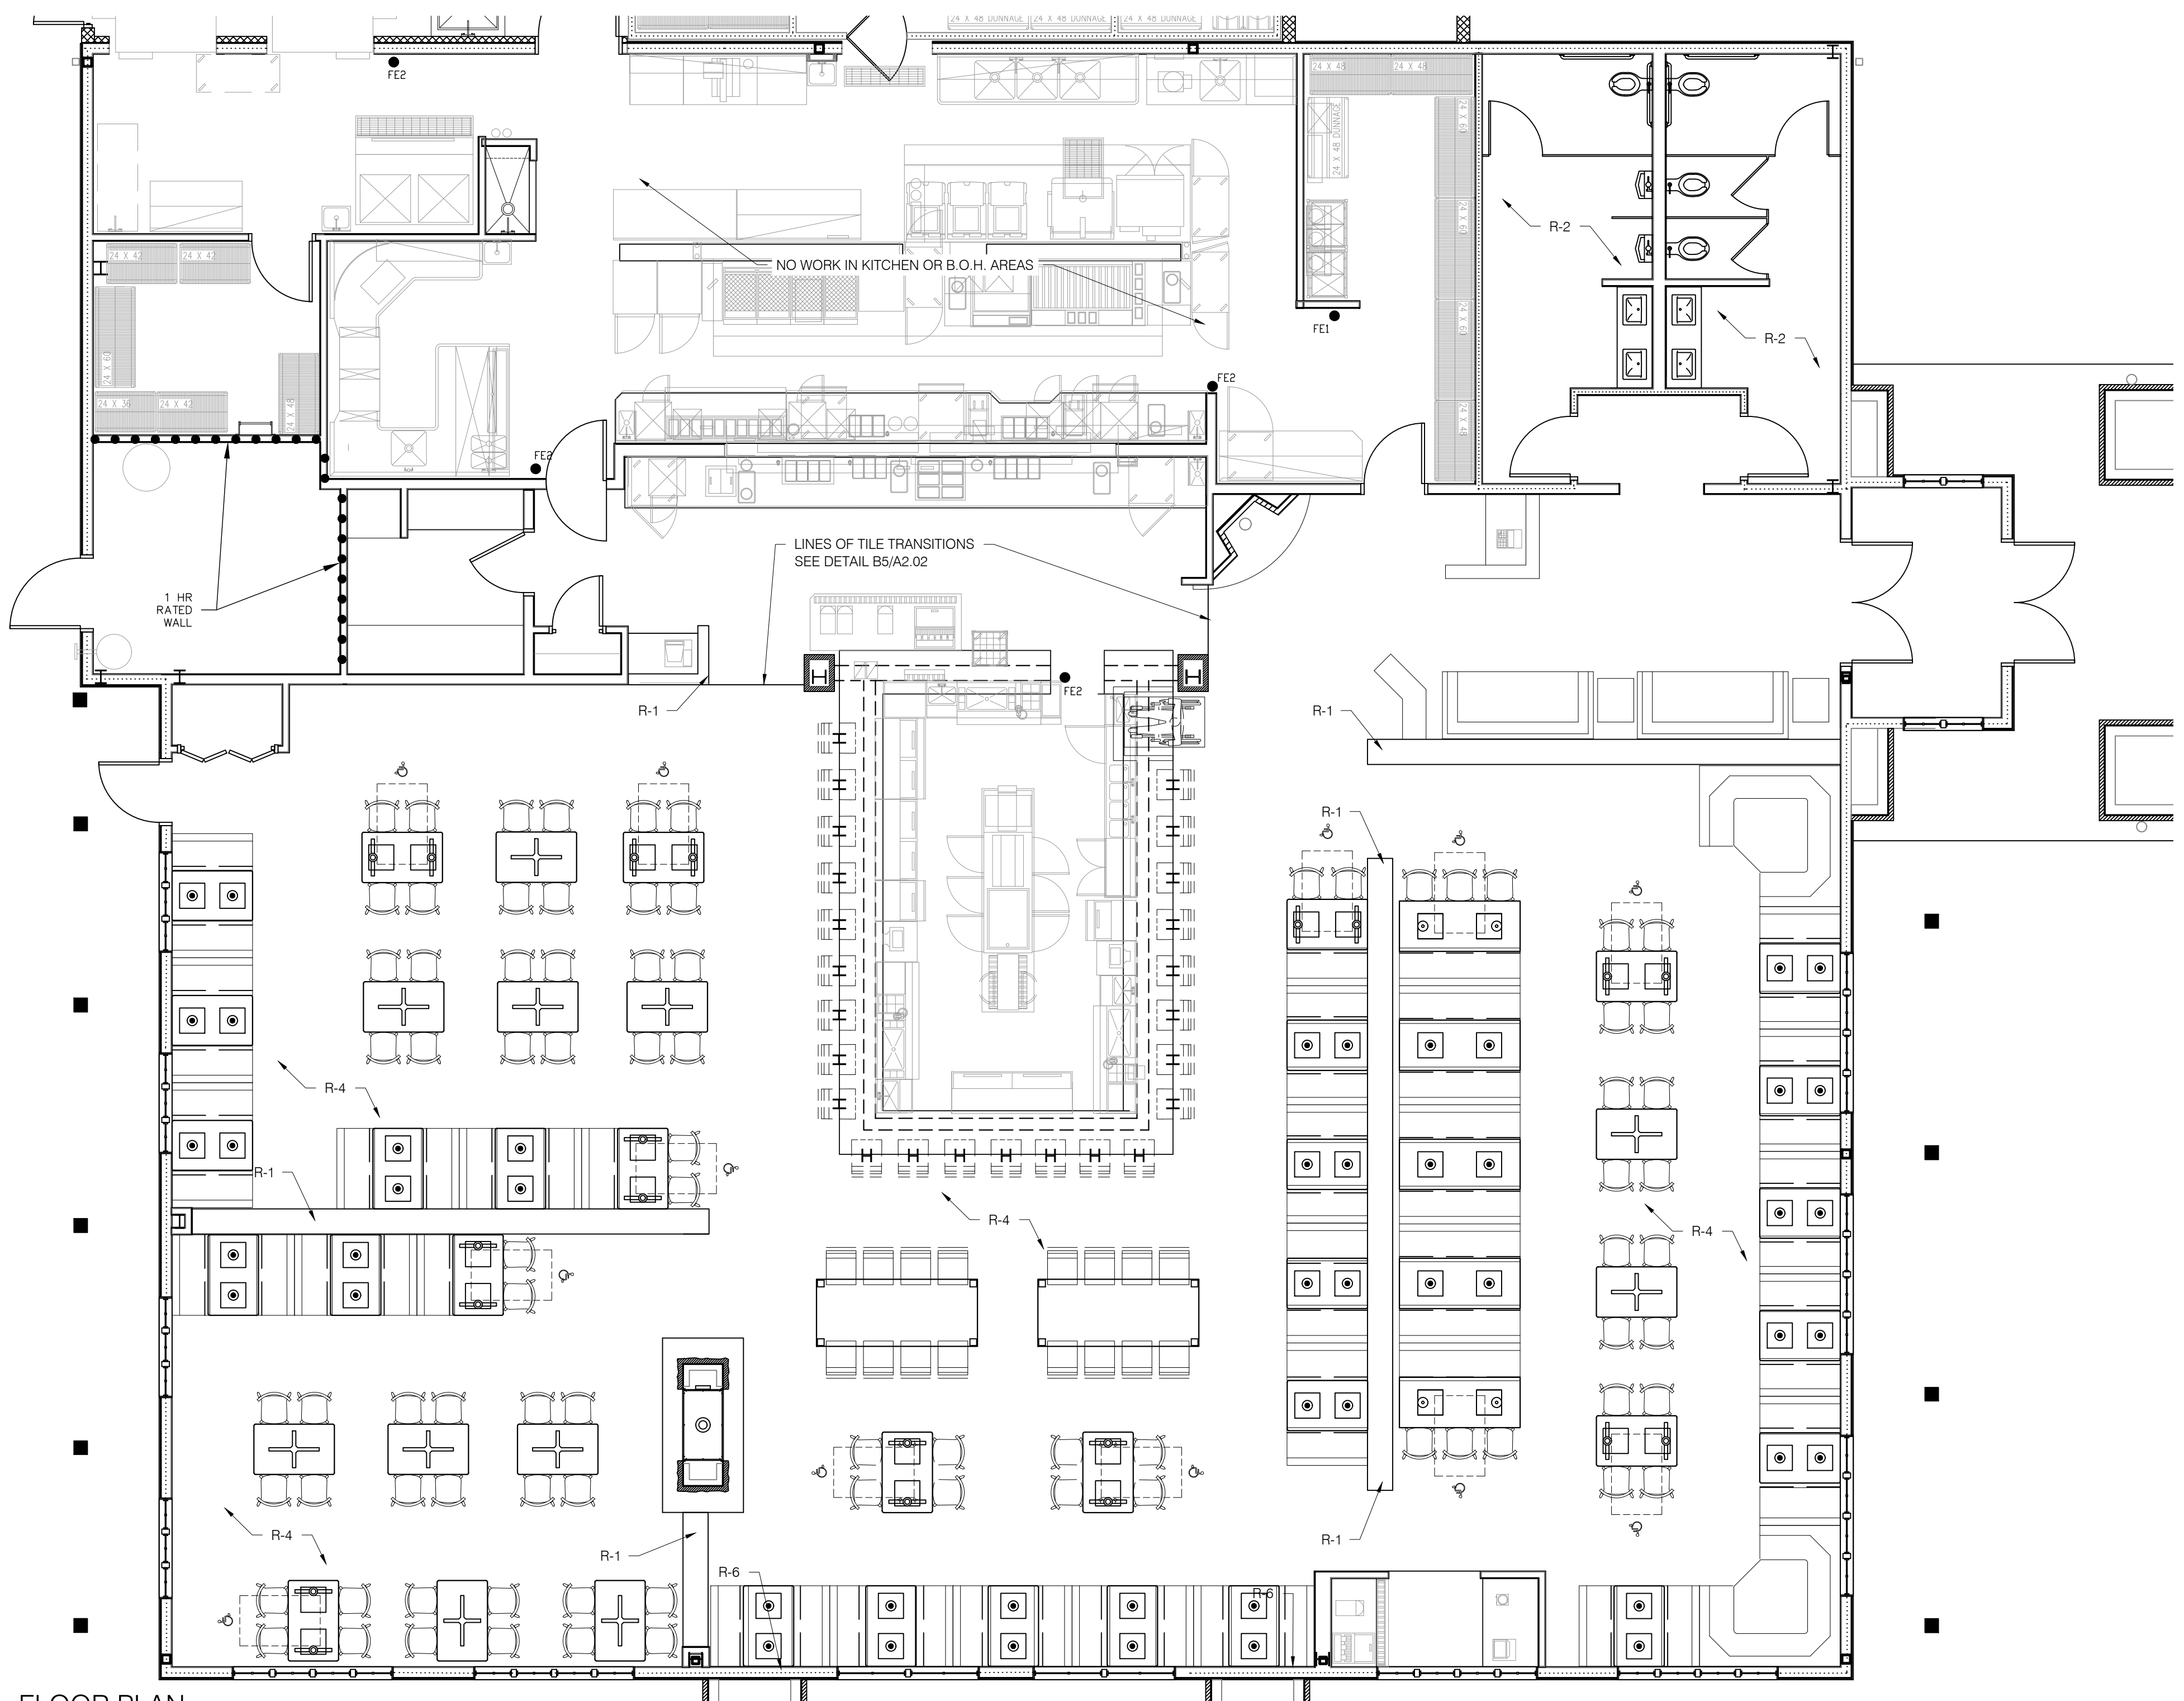 24 X 48 DUNNAGE
24 X 48 DUNNAGE
24 X 48 DUNNAGE
FE2
24 X 48
24 X 48
24 X 60
24 X 48 DUNNAGE
R-2
24 X 60
24 X 42
24 X 42
NO WORK IN KITCHEN OR B.O.H. AREAS
FE1
24 X 60
R-2
24 X 60
FE2
24 X 36
24 X 42
24 X 48
24 X 48
FE2
LINES OF TILE TRANSITIONS
SEE DETAIL B5/A2.02
1 HR
RATED
WALL
FE2
R-1
R-1
R-1
R-4
R-1
R-4
R-4
R-4
R-1
R-1
R-6
R-6
FLOOR PLAN